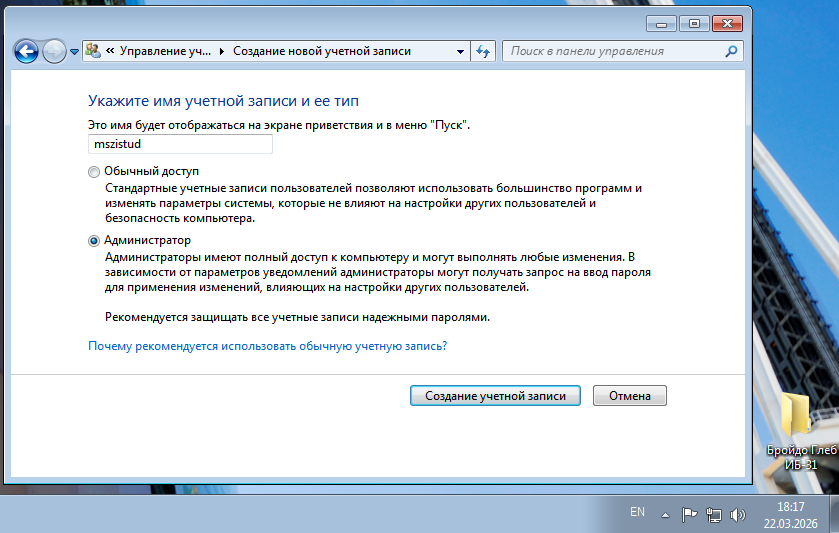 « Управление уч... ▸ Создание новой учетной записи
Поиск в панели управления
Укажите имя учетной записи и ее тип
Это имя будет отображаться на экране приветствия и в меню "Пуск".
mszistud
Обычный доступ
Стандартные учетные записи пользователей позволяют использовать большинство программ и
изменять параметры системы, которые не влияют на настройки других пользователей и
безопасность компьютера.
Администратор
Администраторы имеют полный доступ к компьютеру и могут выполнять любые изменения. В
зависимости от параметров уведомлений администраторы могут получать запрос на ввод пароля
для применения изменений, влияющих на настройки других пользователей.
Рекомендуется защищать все учетные записи надежными паролями.
Почему рекомендуется использовать обычную учетную запись?
Создание учетной записи
Отмена
Бройдо Глеб
ИБ-31
EN
18:17
22.03.2026